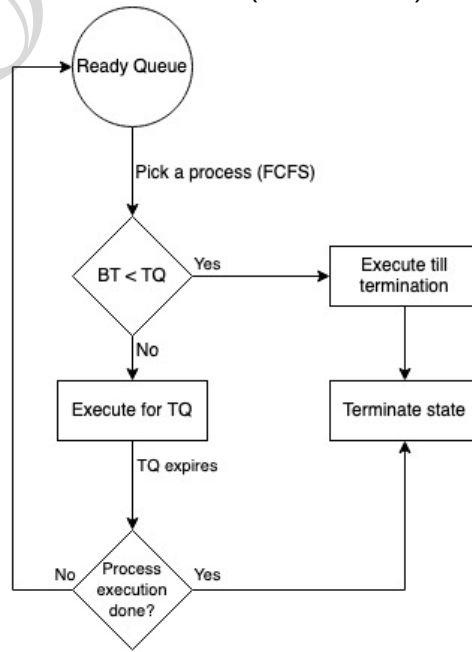 Ready Queue
Pick a process (FCFS)
BT < TQ
Yes
Execute till
termination
No
Execute for TQ
Terminate state
TQ expires
No
Process
execution
done?
Yes